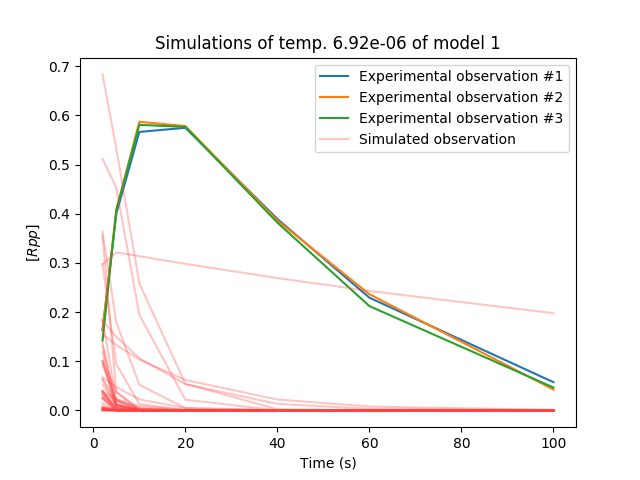 Simulations of temp. 6.92e-06 of model 1
0.7
0.6
0.5
0.4
0.3
0.2
0.1
0.0
[Rpp]
Experimental observation #1
Experimental observation #2
Experimental observation #3
Simulated observation
0 20 40 60 80 100
Time (s)